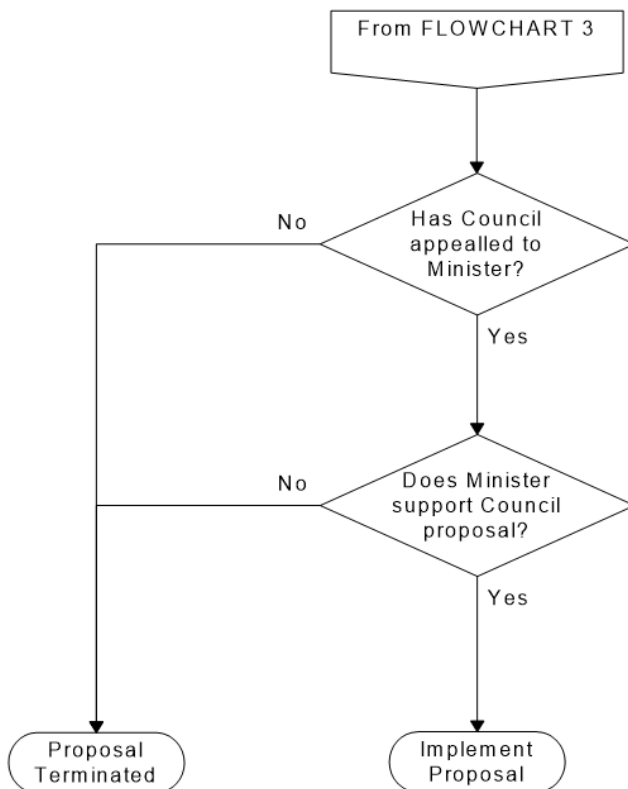 From FLOWCHART 3
No
Has Council
appealled to
Minister?
Yes
No
Does Minister
support Council
proposal?
Yes
Proposal
Terminated
Implement
Proposal